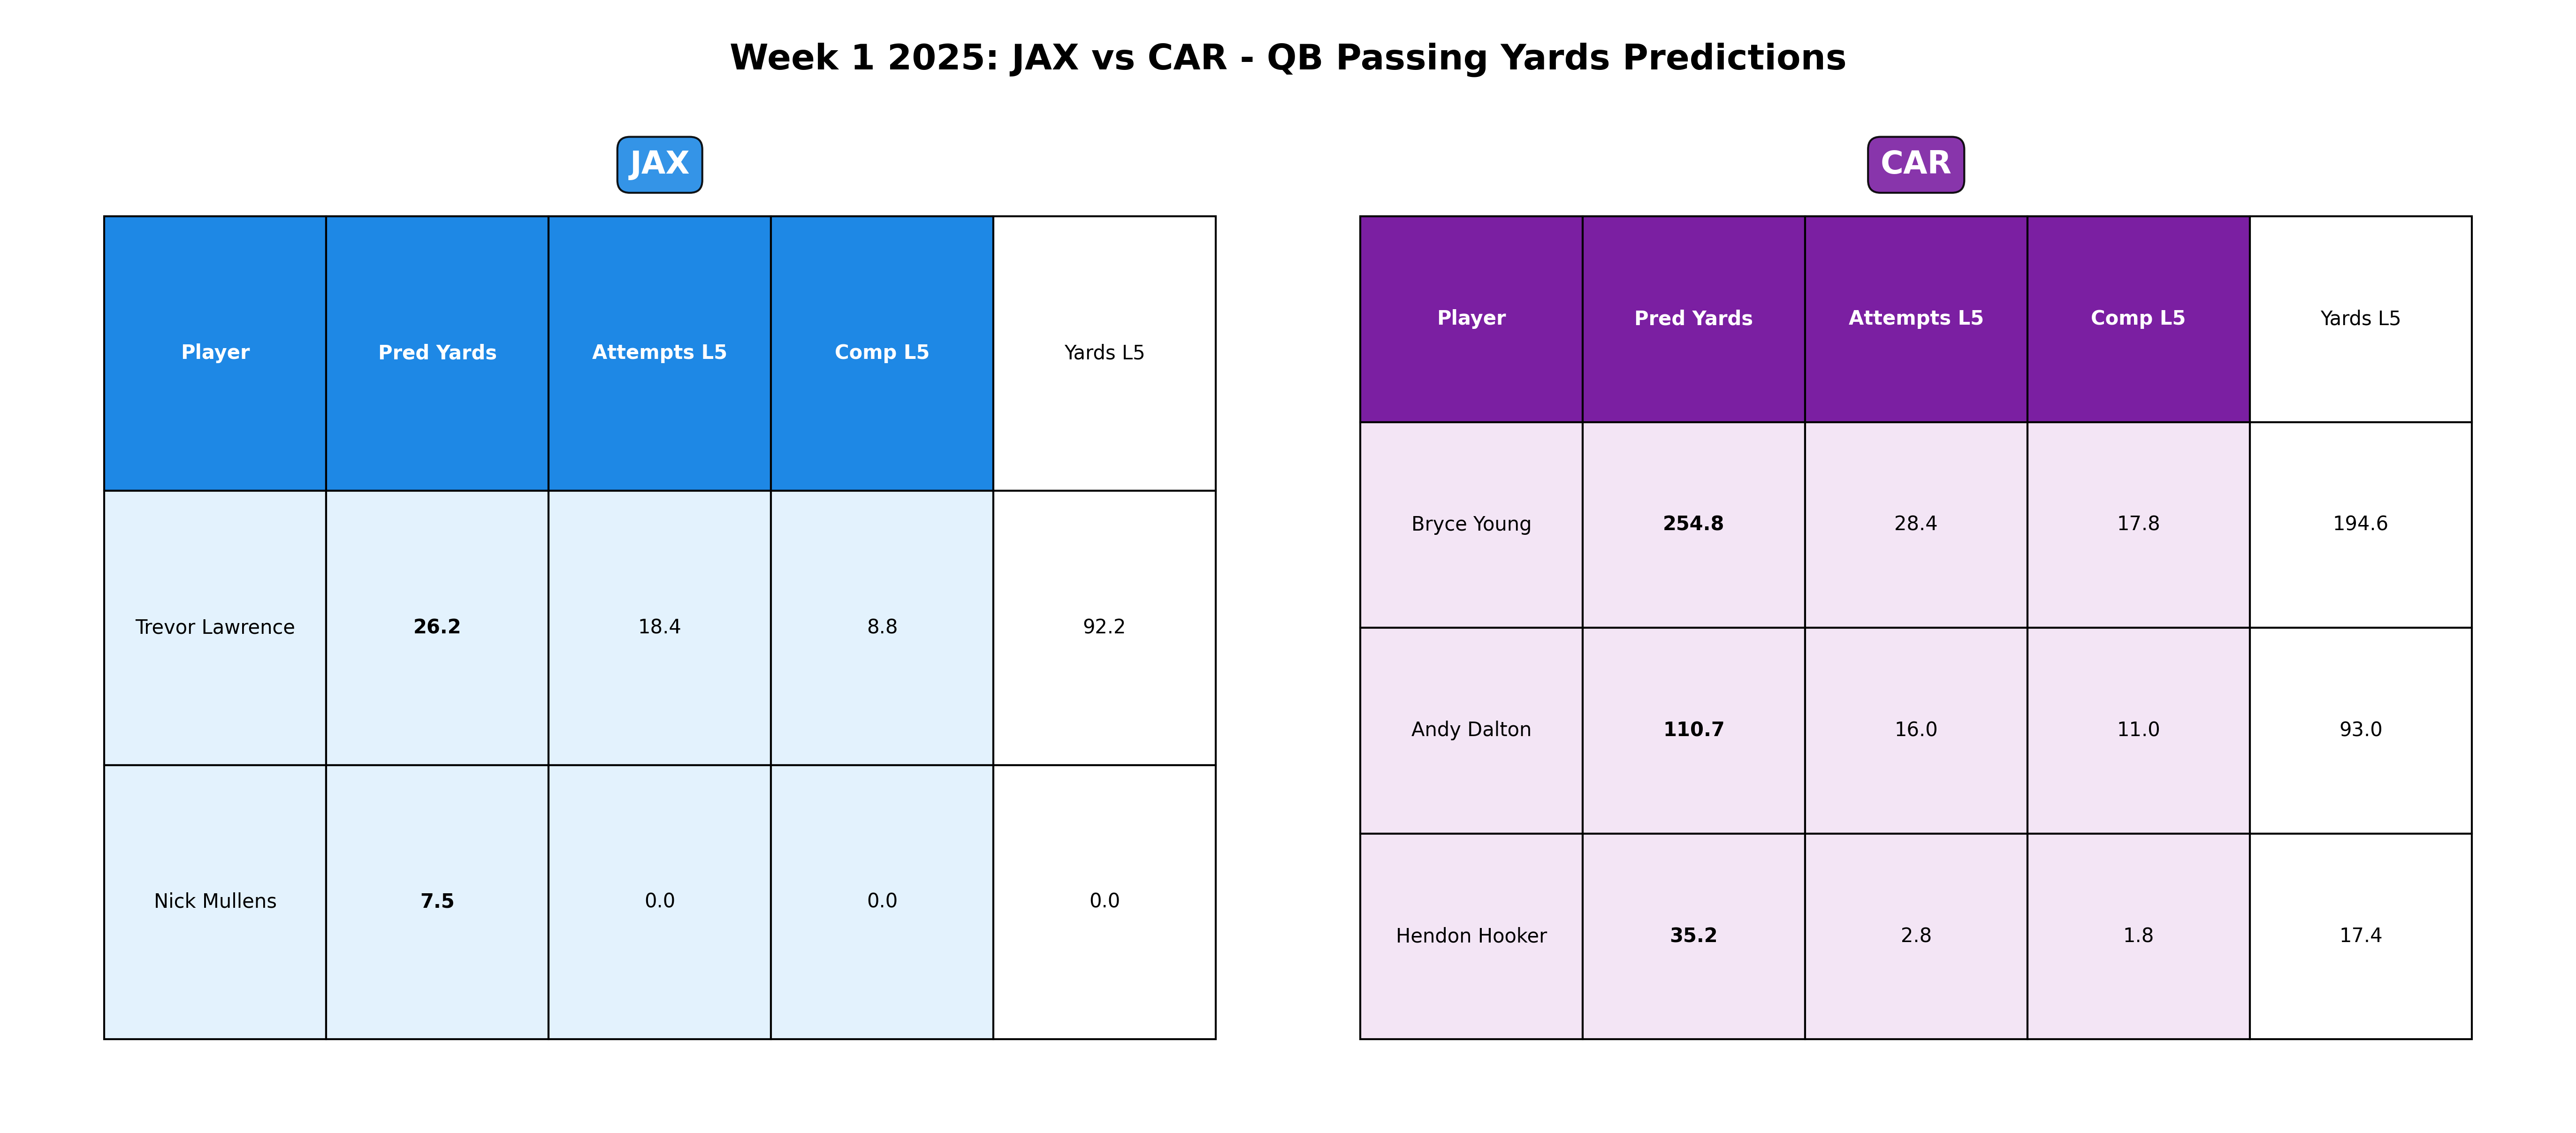 Week 1 2025: JAX vs CAR - QB Passing Yards Predictions
JAX
Player Pred Yards Attempts L5 Comp L5 Yards L5
Trevor Lawrence 26.2 18.4 8.8 92.2
Nick Mullens 7.5 0.0 0.0 0.0
CAR
Player Pred Yards Attempts L5 Comp L5 Yards L5
Bryce Young 254.8 28.4 17.8 194.6
Andy Dalton 110.7 16.0 11.0 93.0
Hendon Hooker 35.2 2.8 1.8 17.4